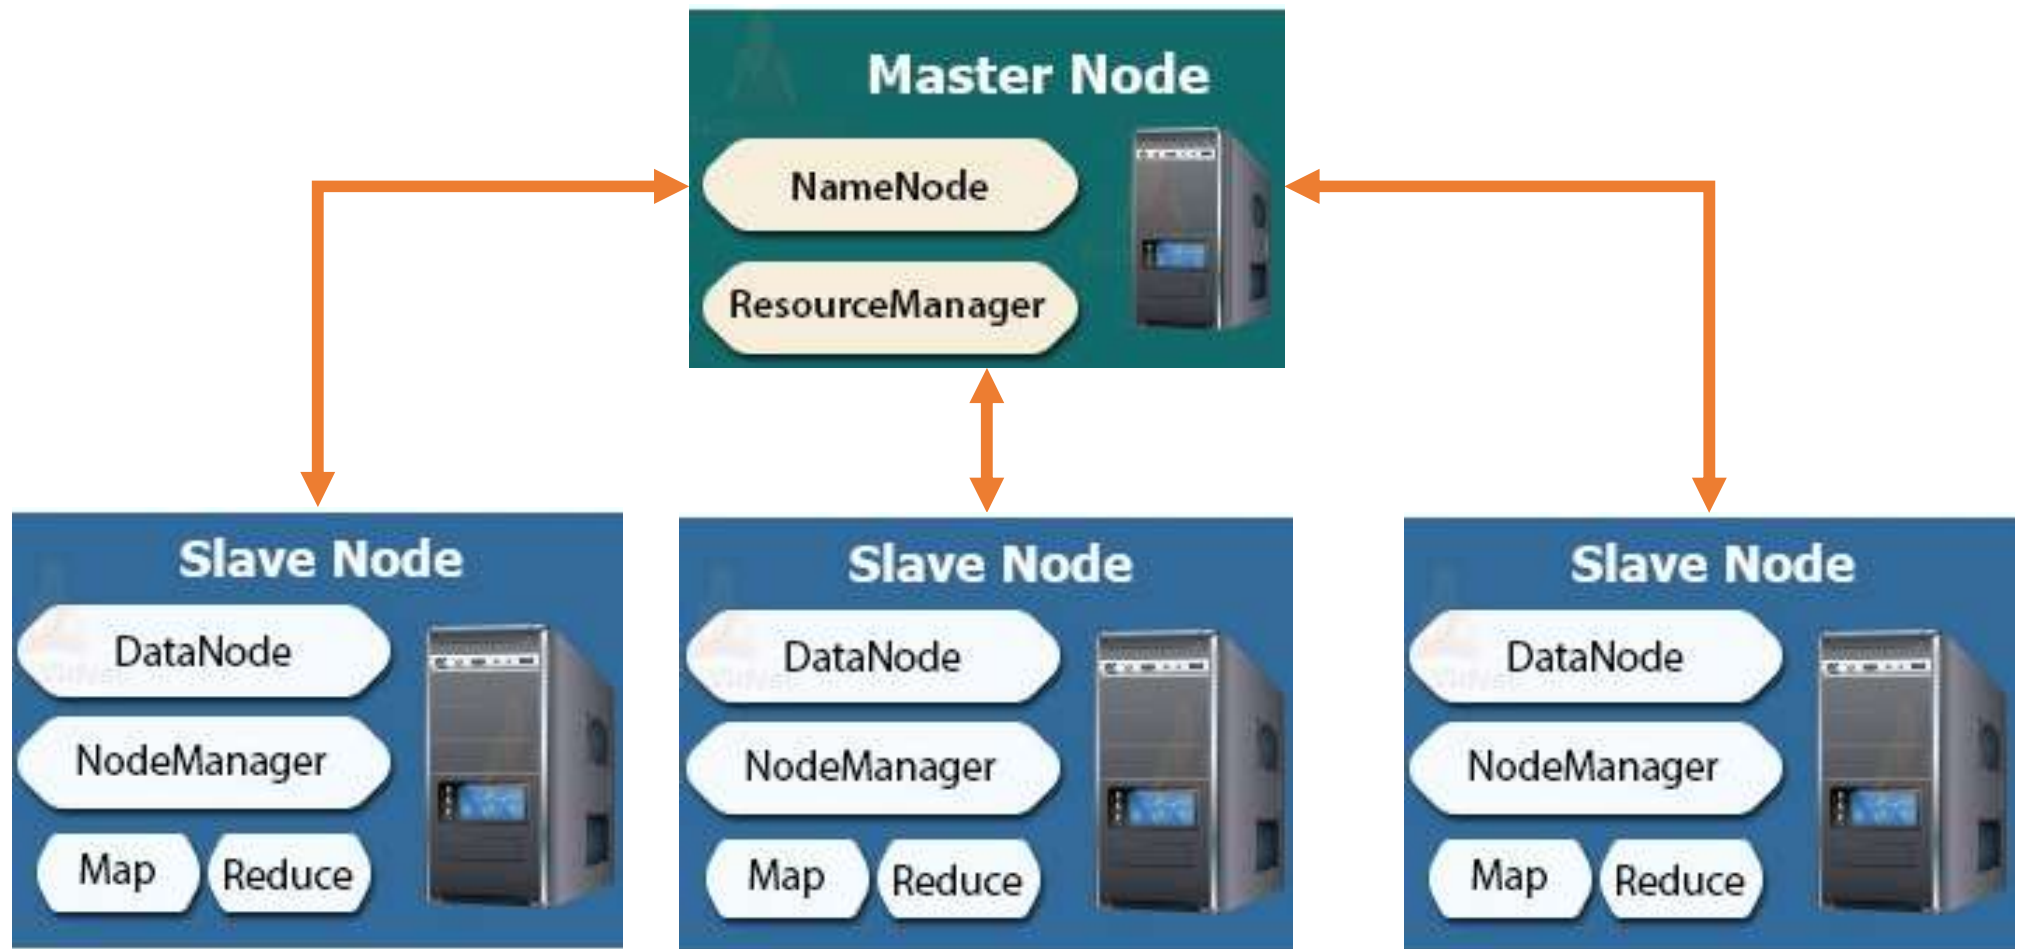 Master Node
NameNode
ResourceManager
Slave Node
DataNode
NodeManager
Map Reduce
Slave Node
DataNode
NodeManager
Map Reduce
Slave Node
DataNode
NodeManager
Map Reduce